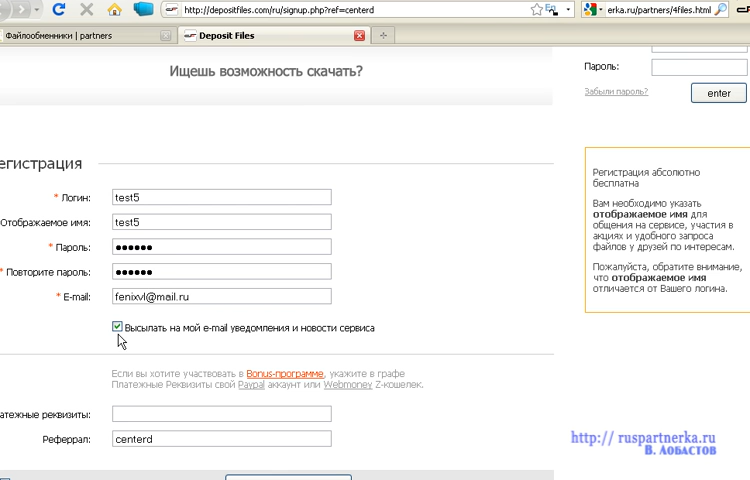 http://depositfiles.com/ru/signup.php?ref=centerd
erka.ru/partners/4files.html
Файлообменники | partners
Deposit Files
Ищешь возможность скачать?
Пароль:
Забыли пароль?
enter
егистрация
* Логин:
test5
Отображаемое имя:
test5
* Пароль:
●●●●●●
* Повторите пароль:
●●●●●●
* E-mail:
fenixvl@mail.ru
Высылать на мой e-mail уведомления и новости сервиса
Если вы хотите участвовать в Bonus-программе, укажите в графе
Платежные Реквизиты свой Paypal аккаунт или Webmoney Z-кошелек.
атежные реквизиты:
Реферрал:
centerd
Регистрация абсолютно
бесплатна
Вам необходимо указать
отображаемое имя для
общения на сервисе, участия в
акциях и удобного запроса
файлов у друзей по интересам.
Пожалуйста, обратите внимание,
что отображаемое имя
отличается от Вашего логина.
http:// ruspartnerka.ru
В. Лобастов